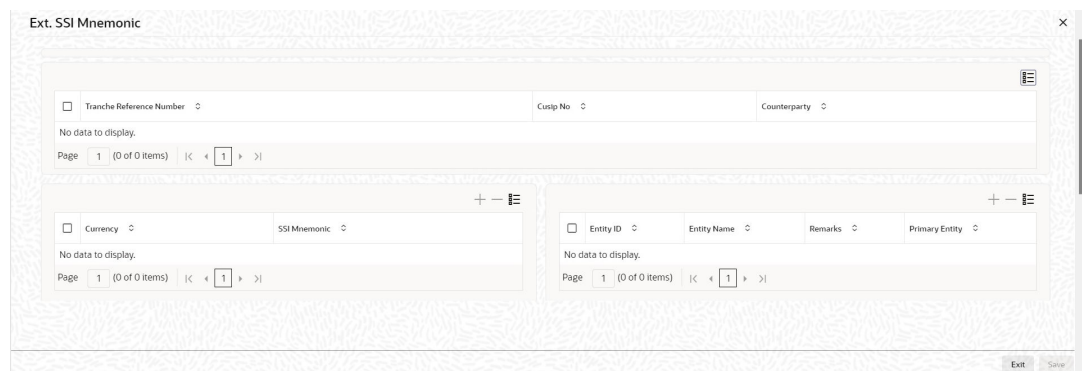 Ext. SSI Mnemonic
Tranche Reference Number Cusip No Counterparty
No data to display.
Page 1 (0 of 0 items) 1
Currency SSI Mnemonic
No data to display.
Page 1 (0 of 0 items) 1
Entity ID Entity Name Remarks Primary Entity
No data to display.
Page 1 (0 of 0 items) 1
Exit Save